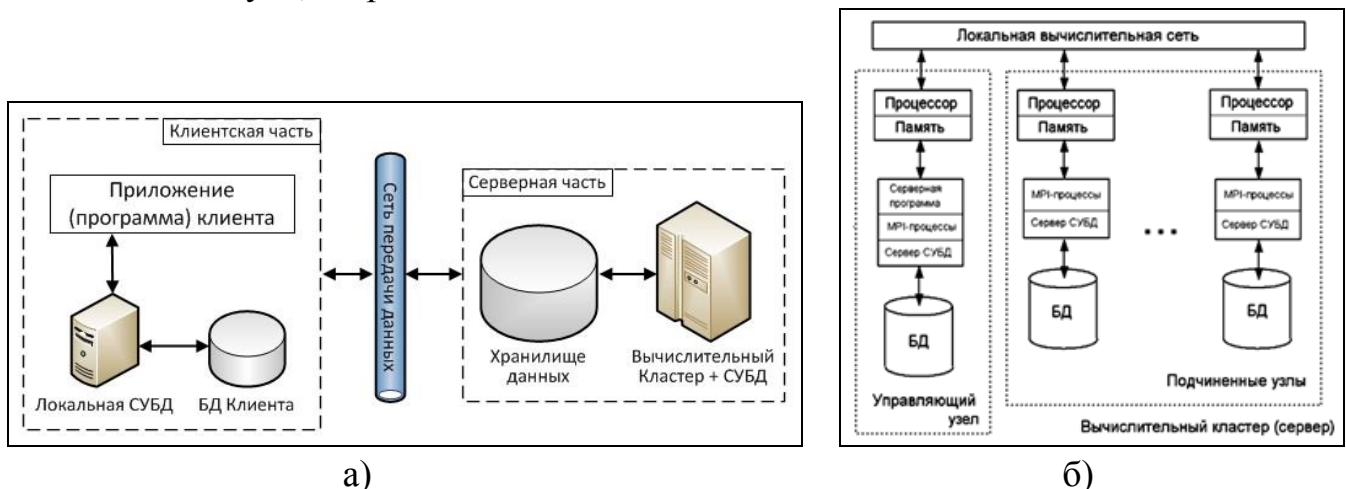 Клиентская часть
Приложение
(программа) клиента
Локальная СУБД
БД Клиента
Сеть передачи данных
Серверная часть
Хранилище
данных
Вычислительный
Кластер + СУБД
а)
Локальная вычислительная сеть
Процессор
Память
Серверная
программа
MPI-процессы
Сервер СУБД
БД
Управляющий
узел
Процессор
Память
MPI-процессы
Сервер СУБД
БД
...
Процессор
Память
MPI-процессы
Сервер СУБД
БД
Подчиненные узлы
Вычислительный кластер (сервер)
б)